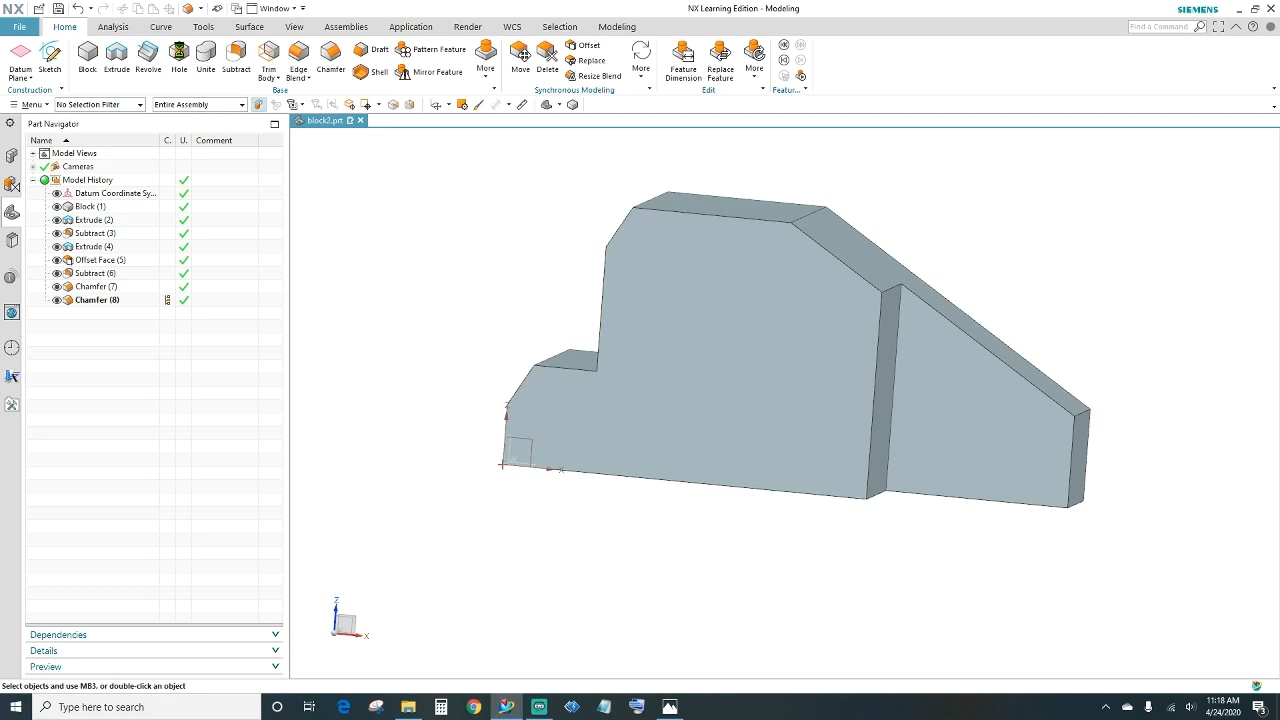 NX
Window
NX Learning Edition - Modeling
SIEMENS
File
Home
Analysis
Curve
Tools
Surface
View
Assemblies
Application
Render
WCS
Selection
Modeling
Find a Command
Datum Plane
Sketch
Construction
Block
Extrude
Revolve
Hole
Unite
Subtract
Trim Body
Edge Blend
Chamfer
Draft
Shell
Pattern Feature
Mirror Feature
More
Base
Move
Delete
Offset
Replace
Resize Blend
More
Synchronous Modeling
Feature Dimension
Replace Feature
More
Edit
Featur...
Menu
No Selection Filter
Entire Assembly
Part Navigator
block2.prt
Name C. U. Comment
Model Views
Cameras
Model History
Datum Coordinate Sy...
Block (1)
Extrude (2)
Subtract (3)
Extrude (4)
Offset Face (5)
Subtract (6)
Chamfer (7)
Chamfer (8)
Z
X
Z
X
Dependencies
Details
Preview
Select objects and use MB3, or double-click an object
Type here to search
11:18 AM
4/24/2020
3